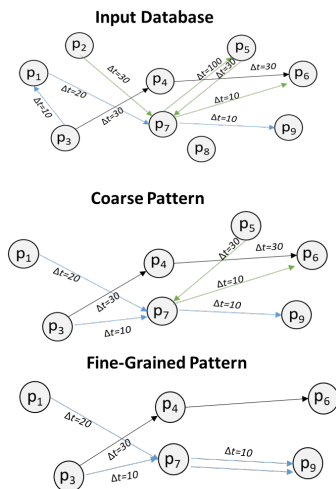 Input Database
p2
p5
p1
p4
p6
Δt=30
Δt=100
Δt=30
Δt=30
Δt=20
Δt=10
Δt=30
Δt=10
Δt=10
p3
p7
p9
p8
Coarse Pattern
p5
p1
p4
p6
Δt=30
Δt=30
Δt=20
Δt=10
Δt=30
Δt=10
Δt=10
p3
p7
p9
Fine-Grained Pattern
p1
p4
p6
Δt=20
Δt=30
Δt=10
Δt=10
p3
p7
p9